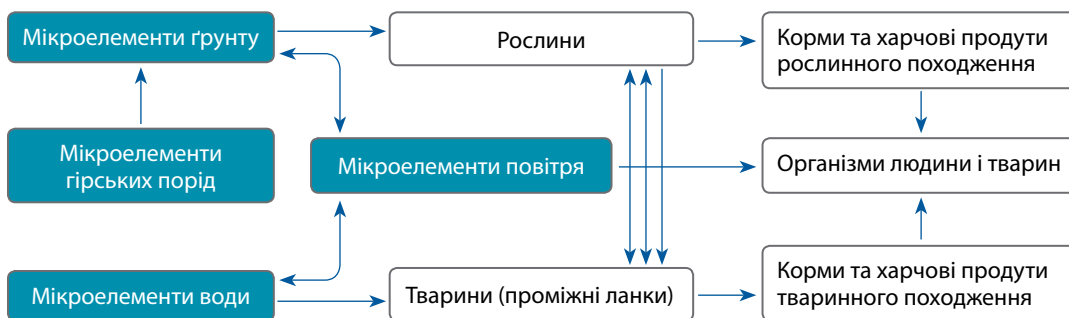 Мікроелементи ґрунту
Рослини
Корми та харчові продути
рослинного походження
Мікроелементи
гірських порід
Мікроелементи повітря
Організми людини і тварин
Мікроелементи води
Тварини (проміжні ланки)
Корми та харчові продути
тваринного походження